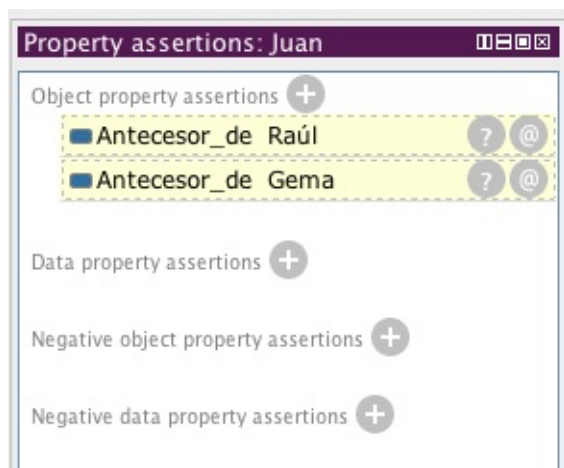 Property assertions: Juan
Object property assertions
Antecesor_de Raúl
Antecesor_de Gema
Data property assertions
Negative object property assertions
Negative data property assertions